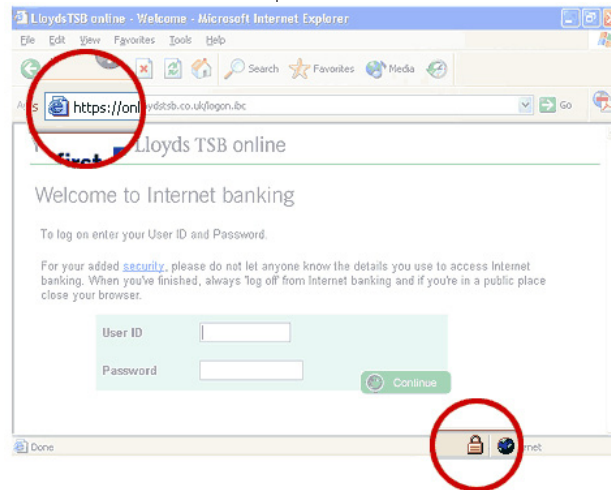 LloydsTSB online - Welcome - Microsoft Internet Explorer
File Edit View Favorites Tools Help
Search Favorites Media
https://onl ydstsb.co.uk/logon.ibc Go
first Lloyds TSB online
Welcome to Internet banking
To log on enter your User ID and Password.
For your added security, please do not let anyone know the details you use to access Internet
banking. When you've finished, always 'log off' from Internet banking and if you're in a public place
close your browser.
User ID
Password
Continue
Done